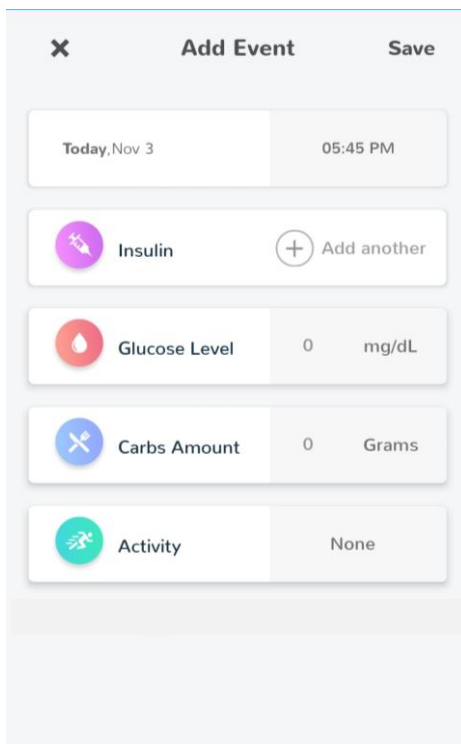 Add Event Save
Today,Nov 3 05:45 PM
Insulin Add another
Glucose Level 0 mg/dL
Carbs Amount 0 Grams
Activity None